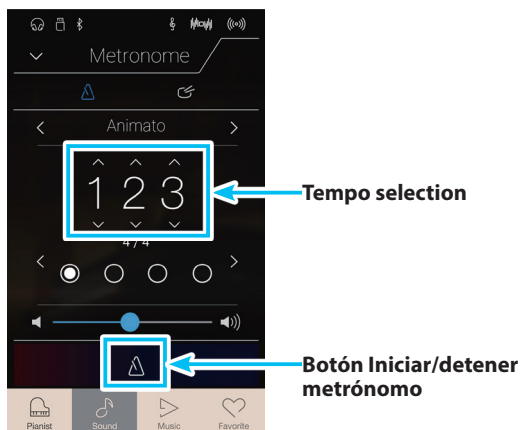 Metronome
Animato
1 2 3
Tempo selection
4 / 4
Botón Iniciar/detener
metrónomo
Pianist Sound Music Favorite